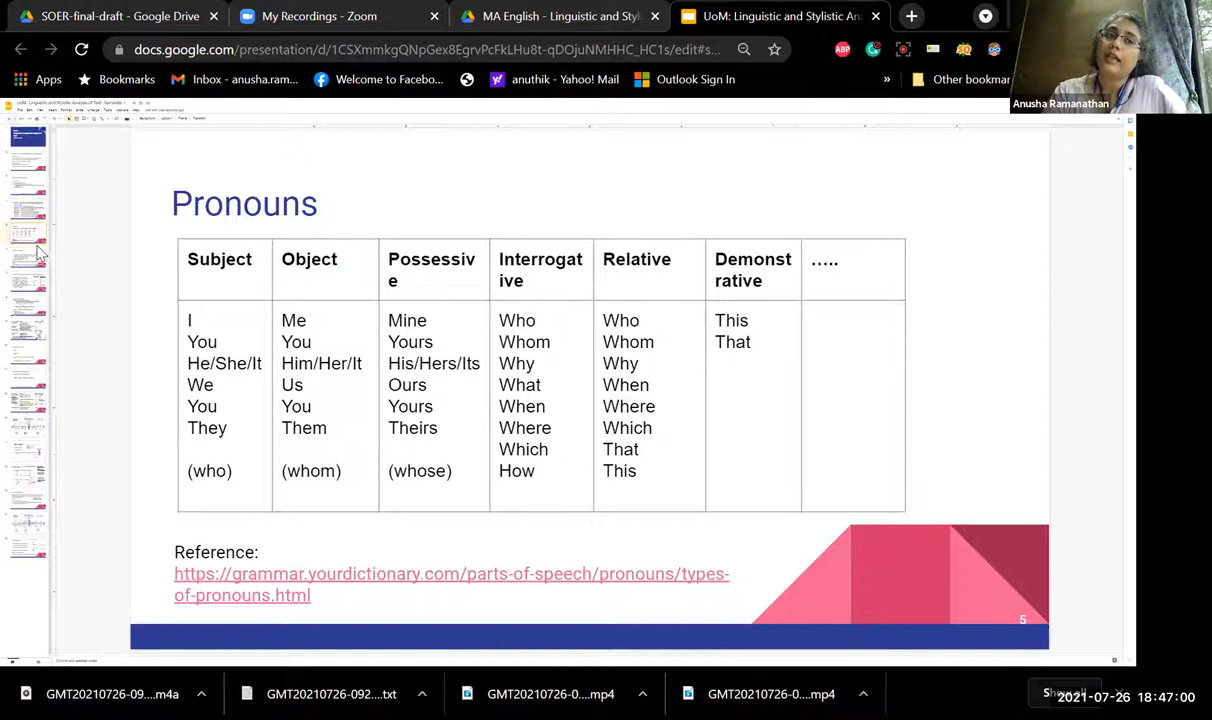 SOER-final-draft - Google Drive
My Recordings - Zoom
MA English - Linguistic and Styli
UoM: Linguistic and Stylistic An
docs.google.com/presentation/d/1CSXmmkgQNpGex8EgrvPcFkLHu8t-qDOjuNMHHC_HC1s/edit#s...
ABP
Apps
Bookmarks
Inbox - anusha.ram...
Welcome to Facebo...
anuthik - Yahoo! Mail
Outlook Sign In
»
Other bookmar
Anusha Ramanathan
Pronouns
Subject Object Possessiv Interrogat Relative Demonst .....
e ive rative
I Me Mine Who Who This
You You Yours Whom Whom That
He/She/It Him/Her/It His/Hers/Its Why Why
We Us Ours What When
You You Yours When Where
They Them Theirs Where Which
Which That
(who) (whom) (whose) How This
Reference:
https://grammar.yourdictionary.com/parts-of-speech/pronouns/types-
of-pronouns.html
5
GMT20210726-09....m4a
GMT20210726-092....txt
GMT20210726-0....mp4
GMT20210726-0....mp4
2021-07-26 18:47:00